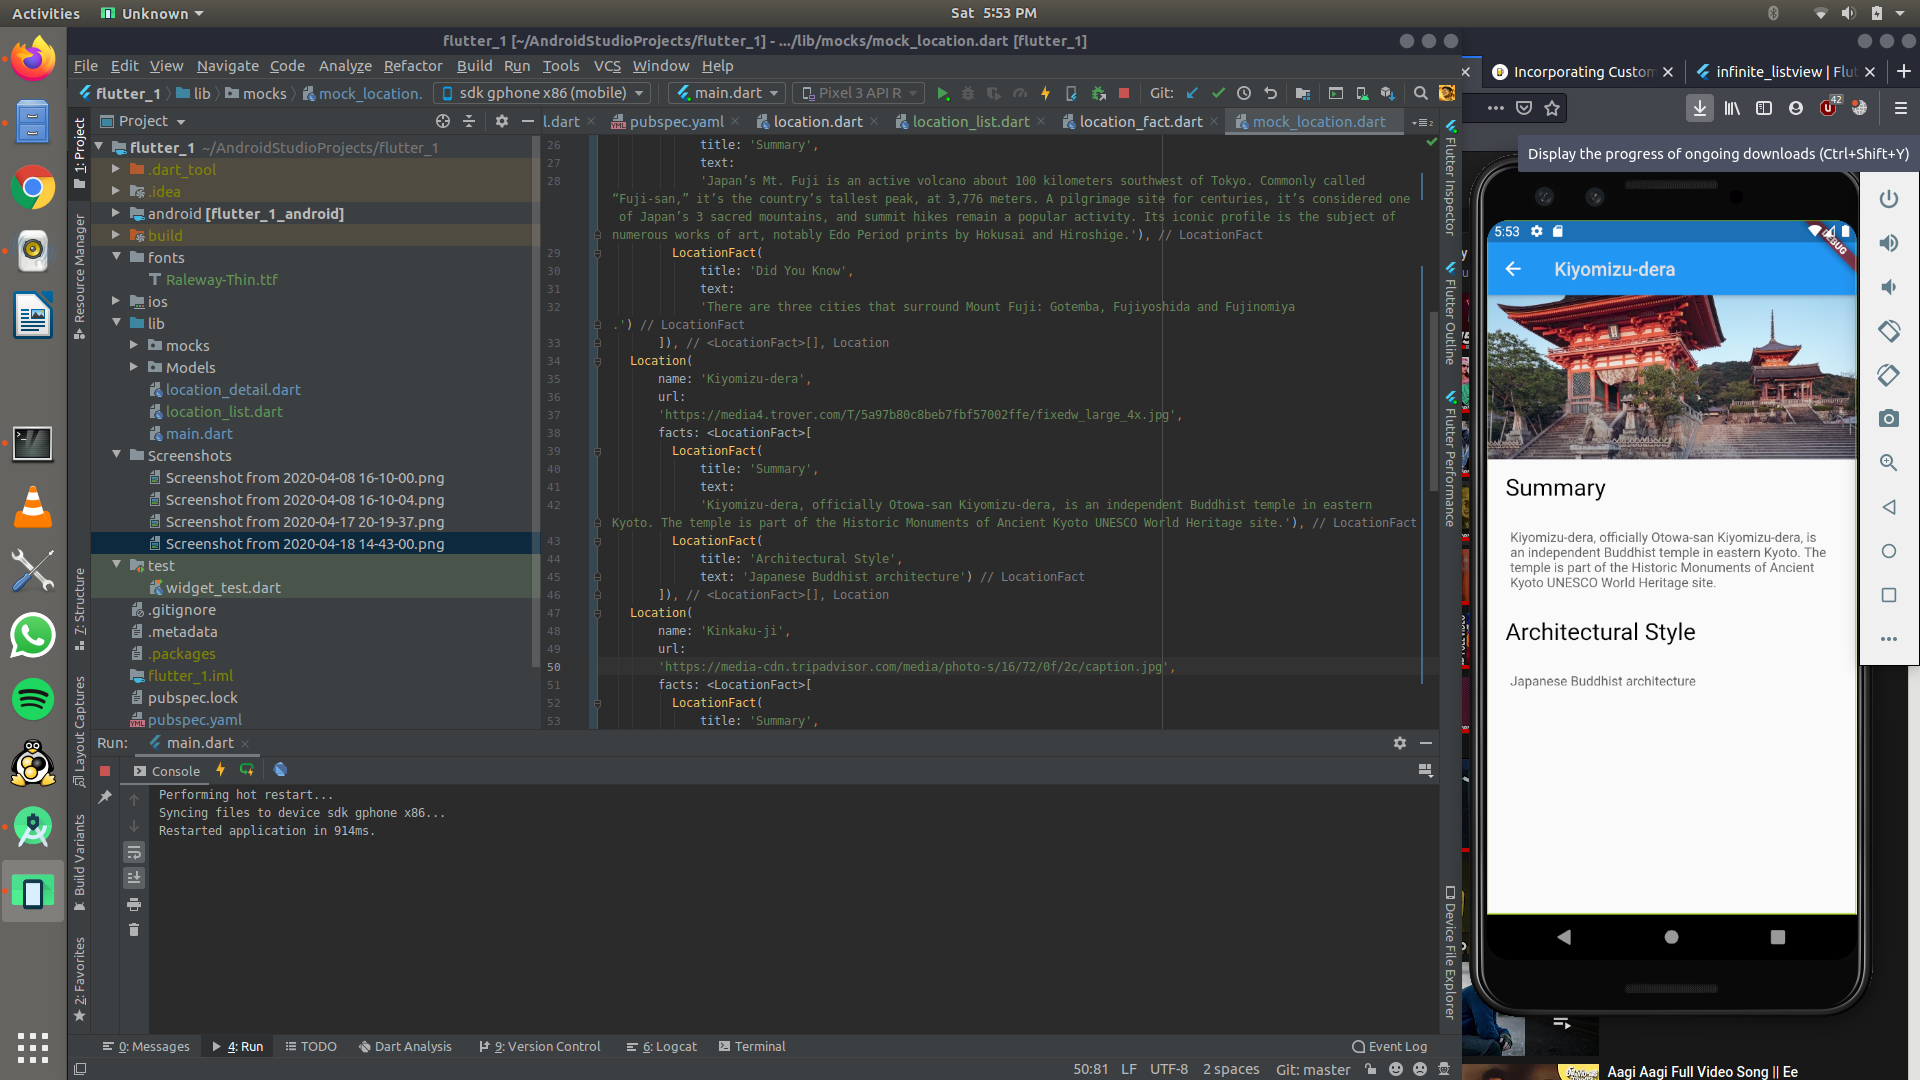 Activities
Unknown
Sat 5:53 PM
flutter_1 [~/AndroidStudioProjects/flutter_1] - .../lib/mocks/mock_location.dart [flutter_1]
File Edit View Navigate Code Analyze Refactor Build Run Tools VCS Window Help
flutter_1 lib mocks mock_location. sdk gphone x86 (mobile) main.dart Pixel 3 API R Git:
Project
l.dart pubspec.yaml location.dart location_list.dart location_fact.dart mock_location.dart
flutter_1 ~/AndroidStudioProjects/flutter_1
.dart_tool
.idea
android [flutter_1_android]
build
fonts
Raleway-Thin.ttf
ios
lib
mocks
Models
location_detail.dart
location_list.dart
main.dart
Screenshots
Screenshot from 2020-04-08 16-10-00.png
Screenshot from 2020-04-08 16-10-04.png
Screenshot from 2020-04-17 20-19-37.png
Screenshot from 2020-04-18 14-43-00.png
test
widget_test.dart
.gitignore
.metadata
.packages
flutter_1.iml
pubspec.lock
pubspec.yaml
1: Project
Resource Manager
7: Structure
Layout Captures
Build Variants
2: Favorites
26 title: 'Summary',
27 text:
28 'Japan’s Mt. Fuji is an active volcano about 100 kilometers southwest of Tokyo. Commonly called
“Fuji-san,” it’s the country’s tallest peak, at 3,776 meters. A pilgrimage site for centuries, it’s considered one
of Japan’s 3 sacred mountains, and summit hikes remain a popular activity. Its iconic profile is the subject of
numerous works of art, notably Edo Period prints by Hokusai and Hiroshige.'), // LocationFact
29 LocationFact(
30 title: 'Did You Know',
31 text:
32 'There are three cities that surround Mount Fuji: Gotemba, Fujiyoshida and Fujinomiya
.') // LocationFact
33 ]), // <LocationFact>[], Location
34 Location(
35 name: 'Kiyomizu-dera',
36 url:
37 'https://media4.trover.com/T/5a97b80c8beb7fbf57002ffe/fixedw_large_4x.jpg',
38 facts: <LocationFact>[
39 LocationFact(
40 title: 'Summary',
41 text:
42 'Kiyomizu-dera, officially Otowa-san Kiyomizu-dera, is an independent Buddhist temple in eastern
Kyoto. The temple is part of the Historic Monuments of Ancient Kyoto UNESCO World Heritage site.'), // LocationFact
43 LocationFact(
44 title: 'Architectural Style',
45 text: 'Japanese Buddhist architecture') // LocationFact
46 ]), // <LocationFact>[], Location
47 Location(
48 name: 'Kinkaku-ji',
49 url:
50 'https://media-cdn.tripadvisor.com/media/photo-s/16/72/0f/2c/caption.jpg',
51 facts: <LocationFact>[
52 LocationFact(
53 title: 'Summary',
Flutter Inspector
Flutter Outline
Flutter Performance
Device File Explorer
Run: main.dart
Console
Performing hot restart...
Syncing files to device sdk gphone x86...
Restarted application in 914ms.
0: Messages 4: Run TODO Dart Analysis 9: Version Control 6: Logcat Terminal Event Log
50:81 LF UTF-8 2 spaces Git: master
Incorporating Custom
infinite_listview | Flut
42
Display the progress of ongoing downloads (Ctrl+Shift+Y)
5:53
DEBUG
Kiyomizu-dera
Summary
Kiyomizu-dera, officially Otowa-san Kiyomizu-dera, is
an independent Buddhist temple in eastern Kyoto. The
temple is part of the Historic Monuments of Ancient
Kyoto UNESCO World Heritage site.
Architectural Style
Japanese Buddhist architecture
Aagi Aagi Full Video Song || Ee